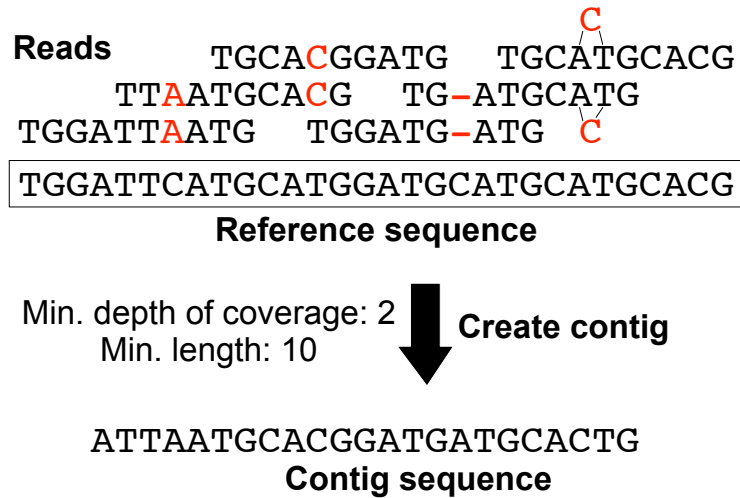 C
Reads
TGCACGGATG TGCATGCACG
TTAATGCACG TG–ATGCATG
TGGATTAATG TGGATG–ATG C
TGGATTCATGCATGGATGCATGCATGCACG
Reference sequence
Min. depth of coverage: 2
Min. length: 10
Create contig
ATTAATGCACGGATGATGCACTG
Contig sequence